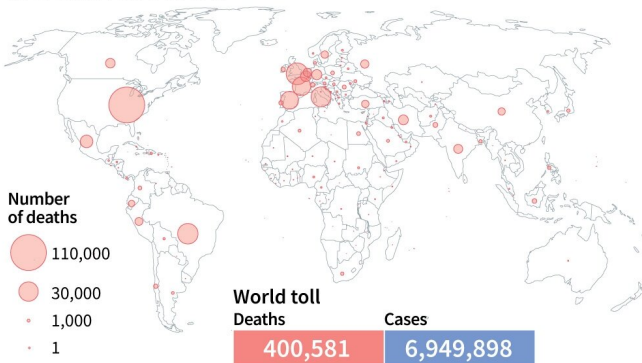 Number
of deaths
110,000
30,000
1,000
1
World toll
Deaths Cases
400,581 6,949,898